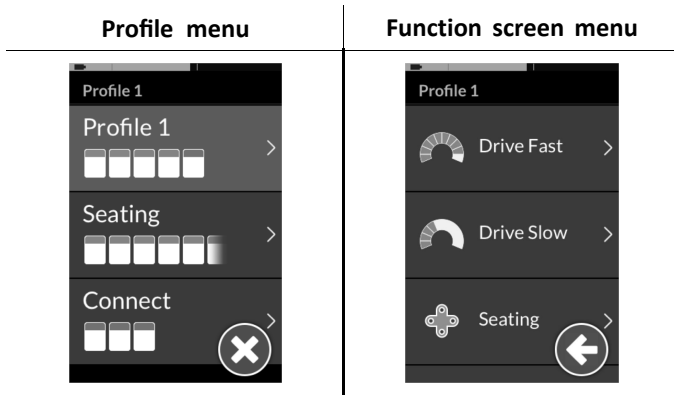 Profile menu
Function screen menu
Profile 1
Profile 1
Seating
Connect
Profile 1
Drive Fast
Drive Slow
Seating